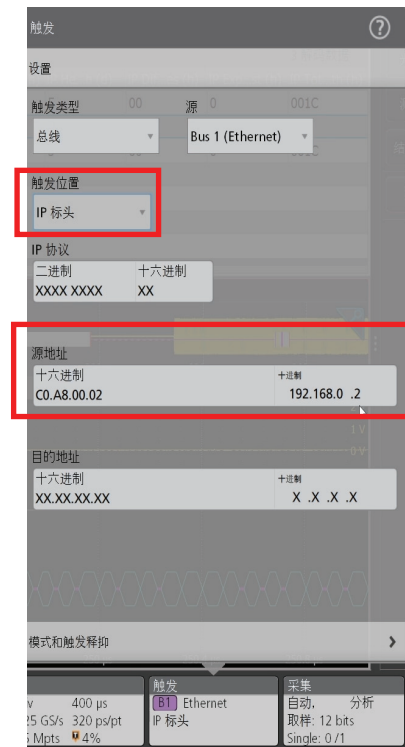 触发
?
设置
触发类型 00 源 0 001C
总线 Bus 1 (Ethernet)
触发位置
IP 标头
IP 协议
二进制 十六进制
XXXX XXXX XX
源地址
十六进制 十进制
C0.A8.00.02 192.168.0 .2
1 V
目的地址 0 V
十六进制 十进制
XX.XX.XX.XX X .X .X .X
模式和触发释抑
触发 采集
400 µs B1 Ethernet 自动, 分析
25 GS/s 320 ps/pt IP 标头 取样: 12 bits
Mpts 4% Single: 0 /1